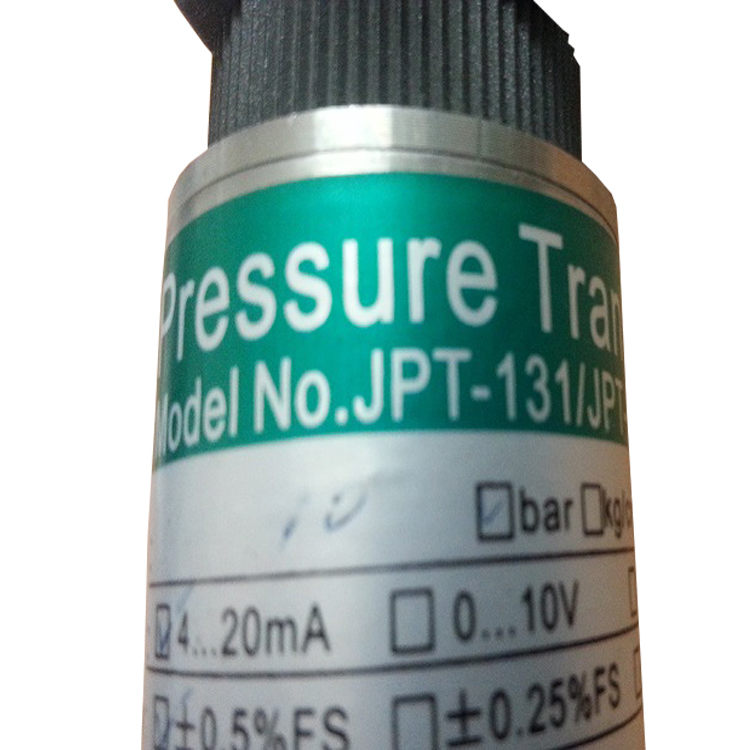 Pressure Tran
Model No.JPT-131/JPT-
10 bar kg/c
4...20mA 0...10V
±0.5%FS ±0.25%FS